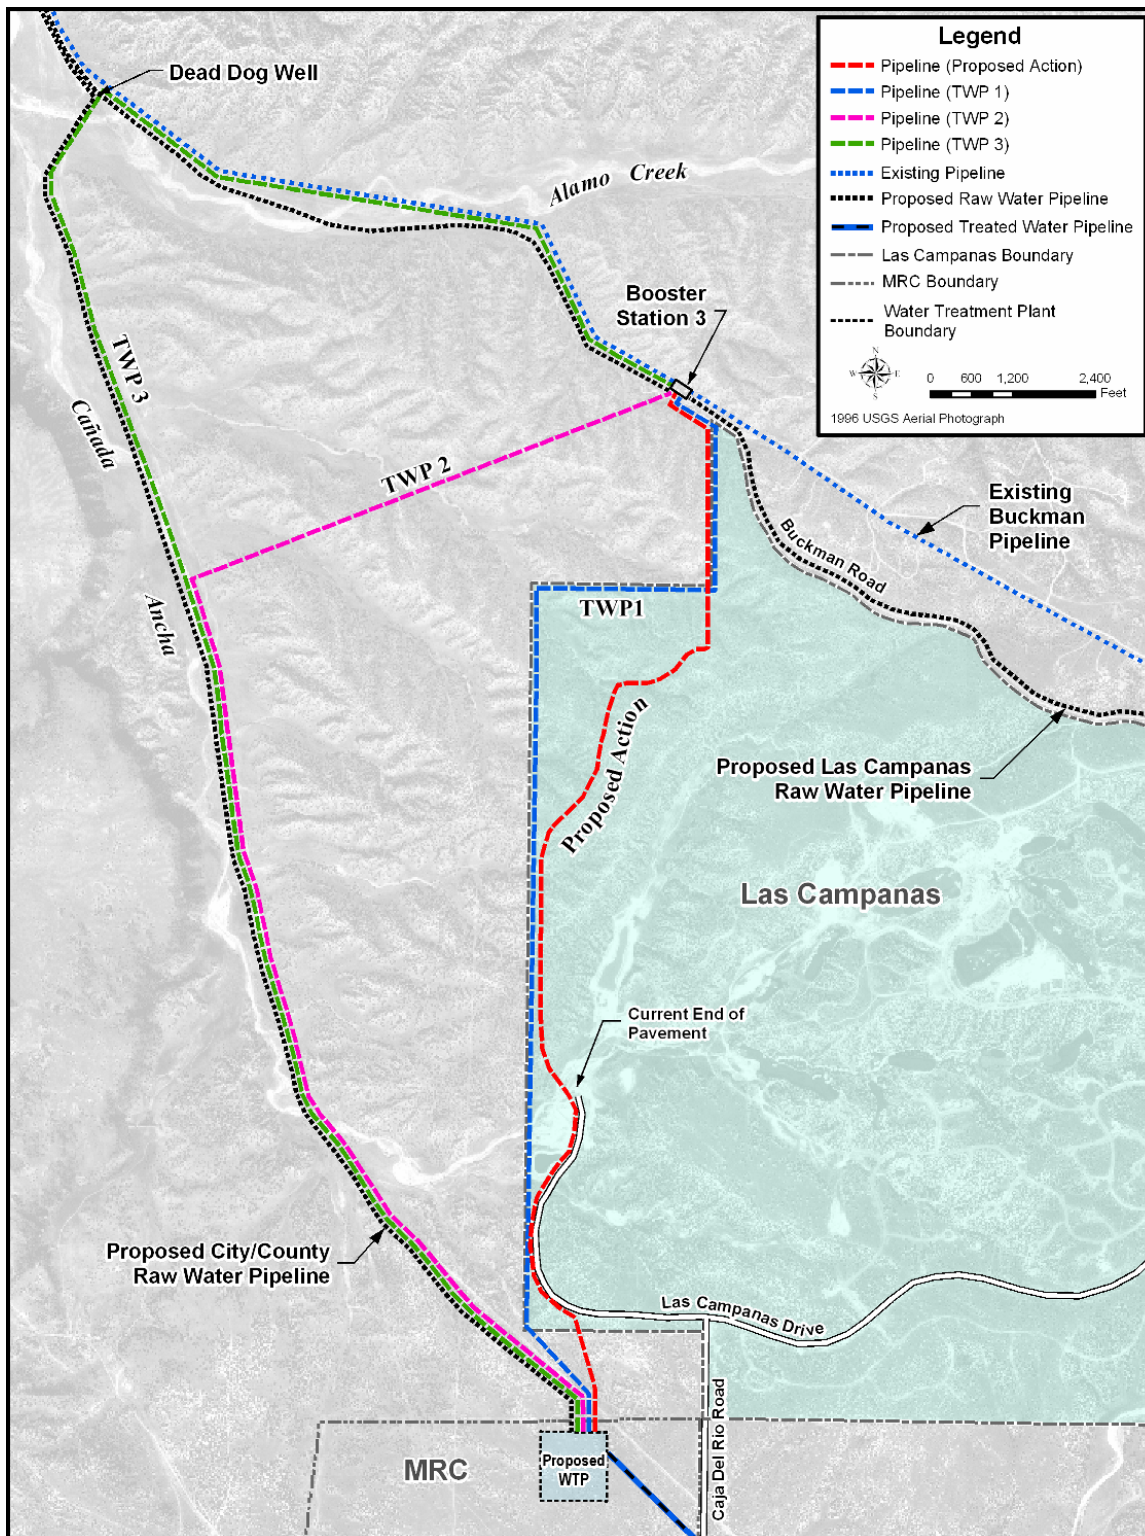 Legend
Pipeline (Proposed Action)
Pipeline (TWP 1)
Pipeline (TWP 2)
Pipeline (TWP 3)
Existing Pipeline
Proposed Raw Water Pipeline
Proposed Treated Water Pipeline
Las Campanas Boundary
MRC Boundary
Water Treatment Plant
Boundary
N
W E
S
0 600 1,200 2,400
Feet
1996 USGS Aerial Photograph
Dead Dog Well
Alamo Creek
Booster
Station 3
TWP 3
Cañada
Ancha
TWP 2
Existing
Buckman
Pipeline
Buckman Road
TWP1
Proposed Action
Proposed Las Campanas
Raw Water Pipeline
Las Campanas
Current End of
Pavement
Proposed City/County
Raw Water Pipeline
Las Campanas Drive
Caja Del Rio Road
MRC
Proposed
WTP